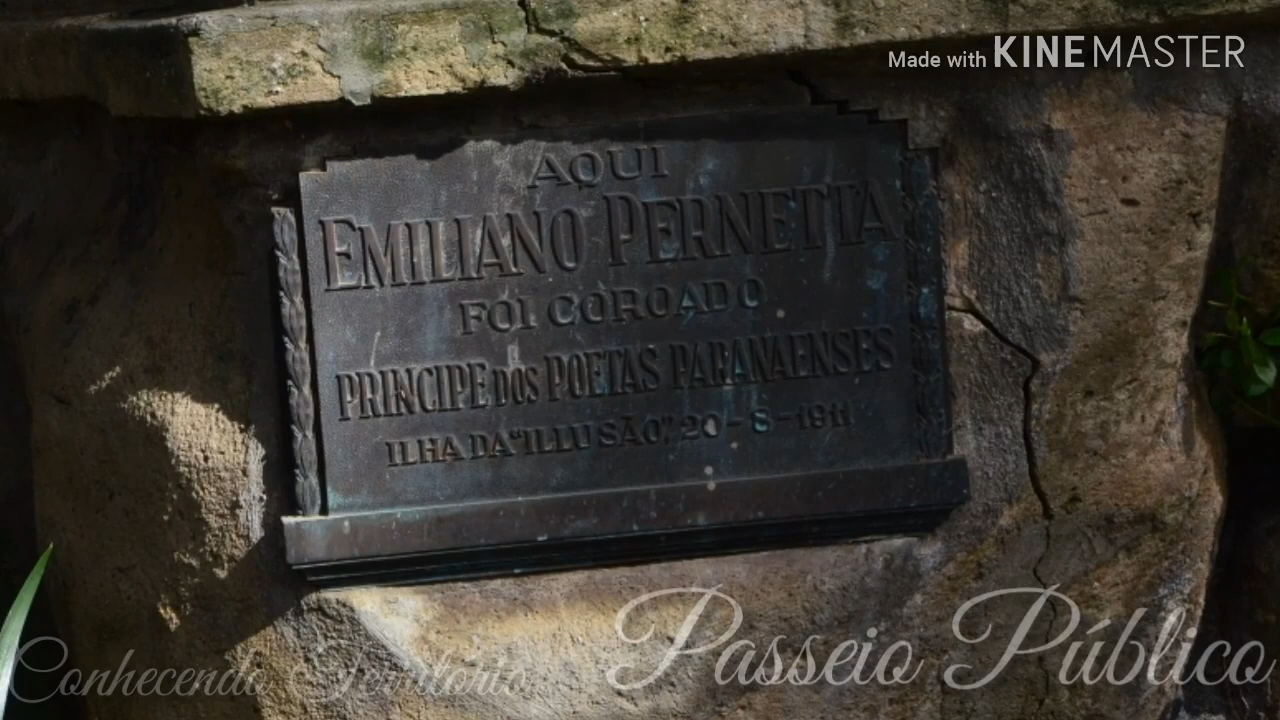 Made with KINEMASTER
AQUI
EMILIANO PERNETTA
FOI COROADO
PRINCIPE DOS POETAS PARANAENSES
ILHA DA "ILLUSÃO", 20-8-1911
Conhecendo Território
Passeio Público